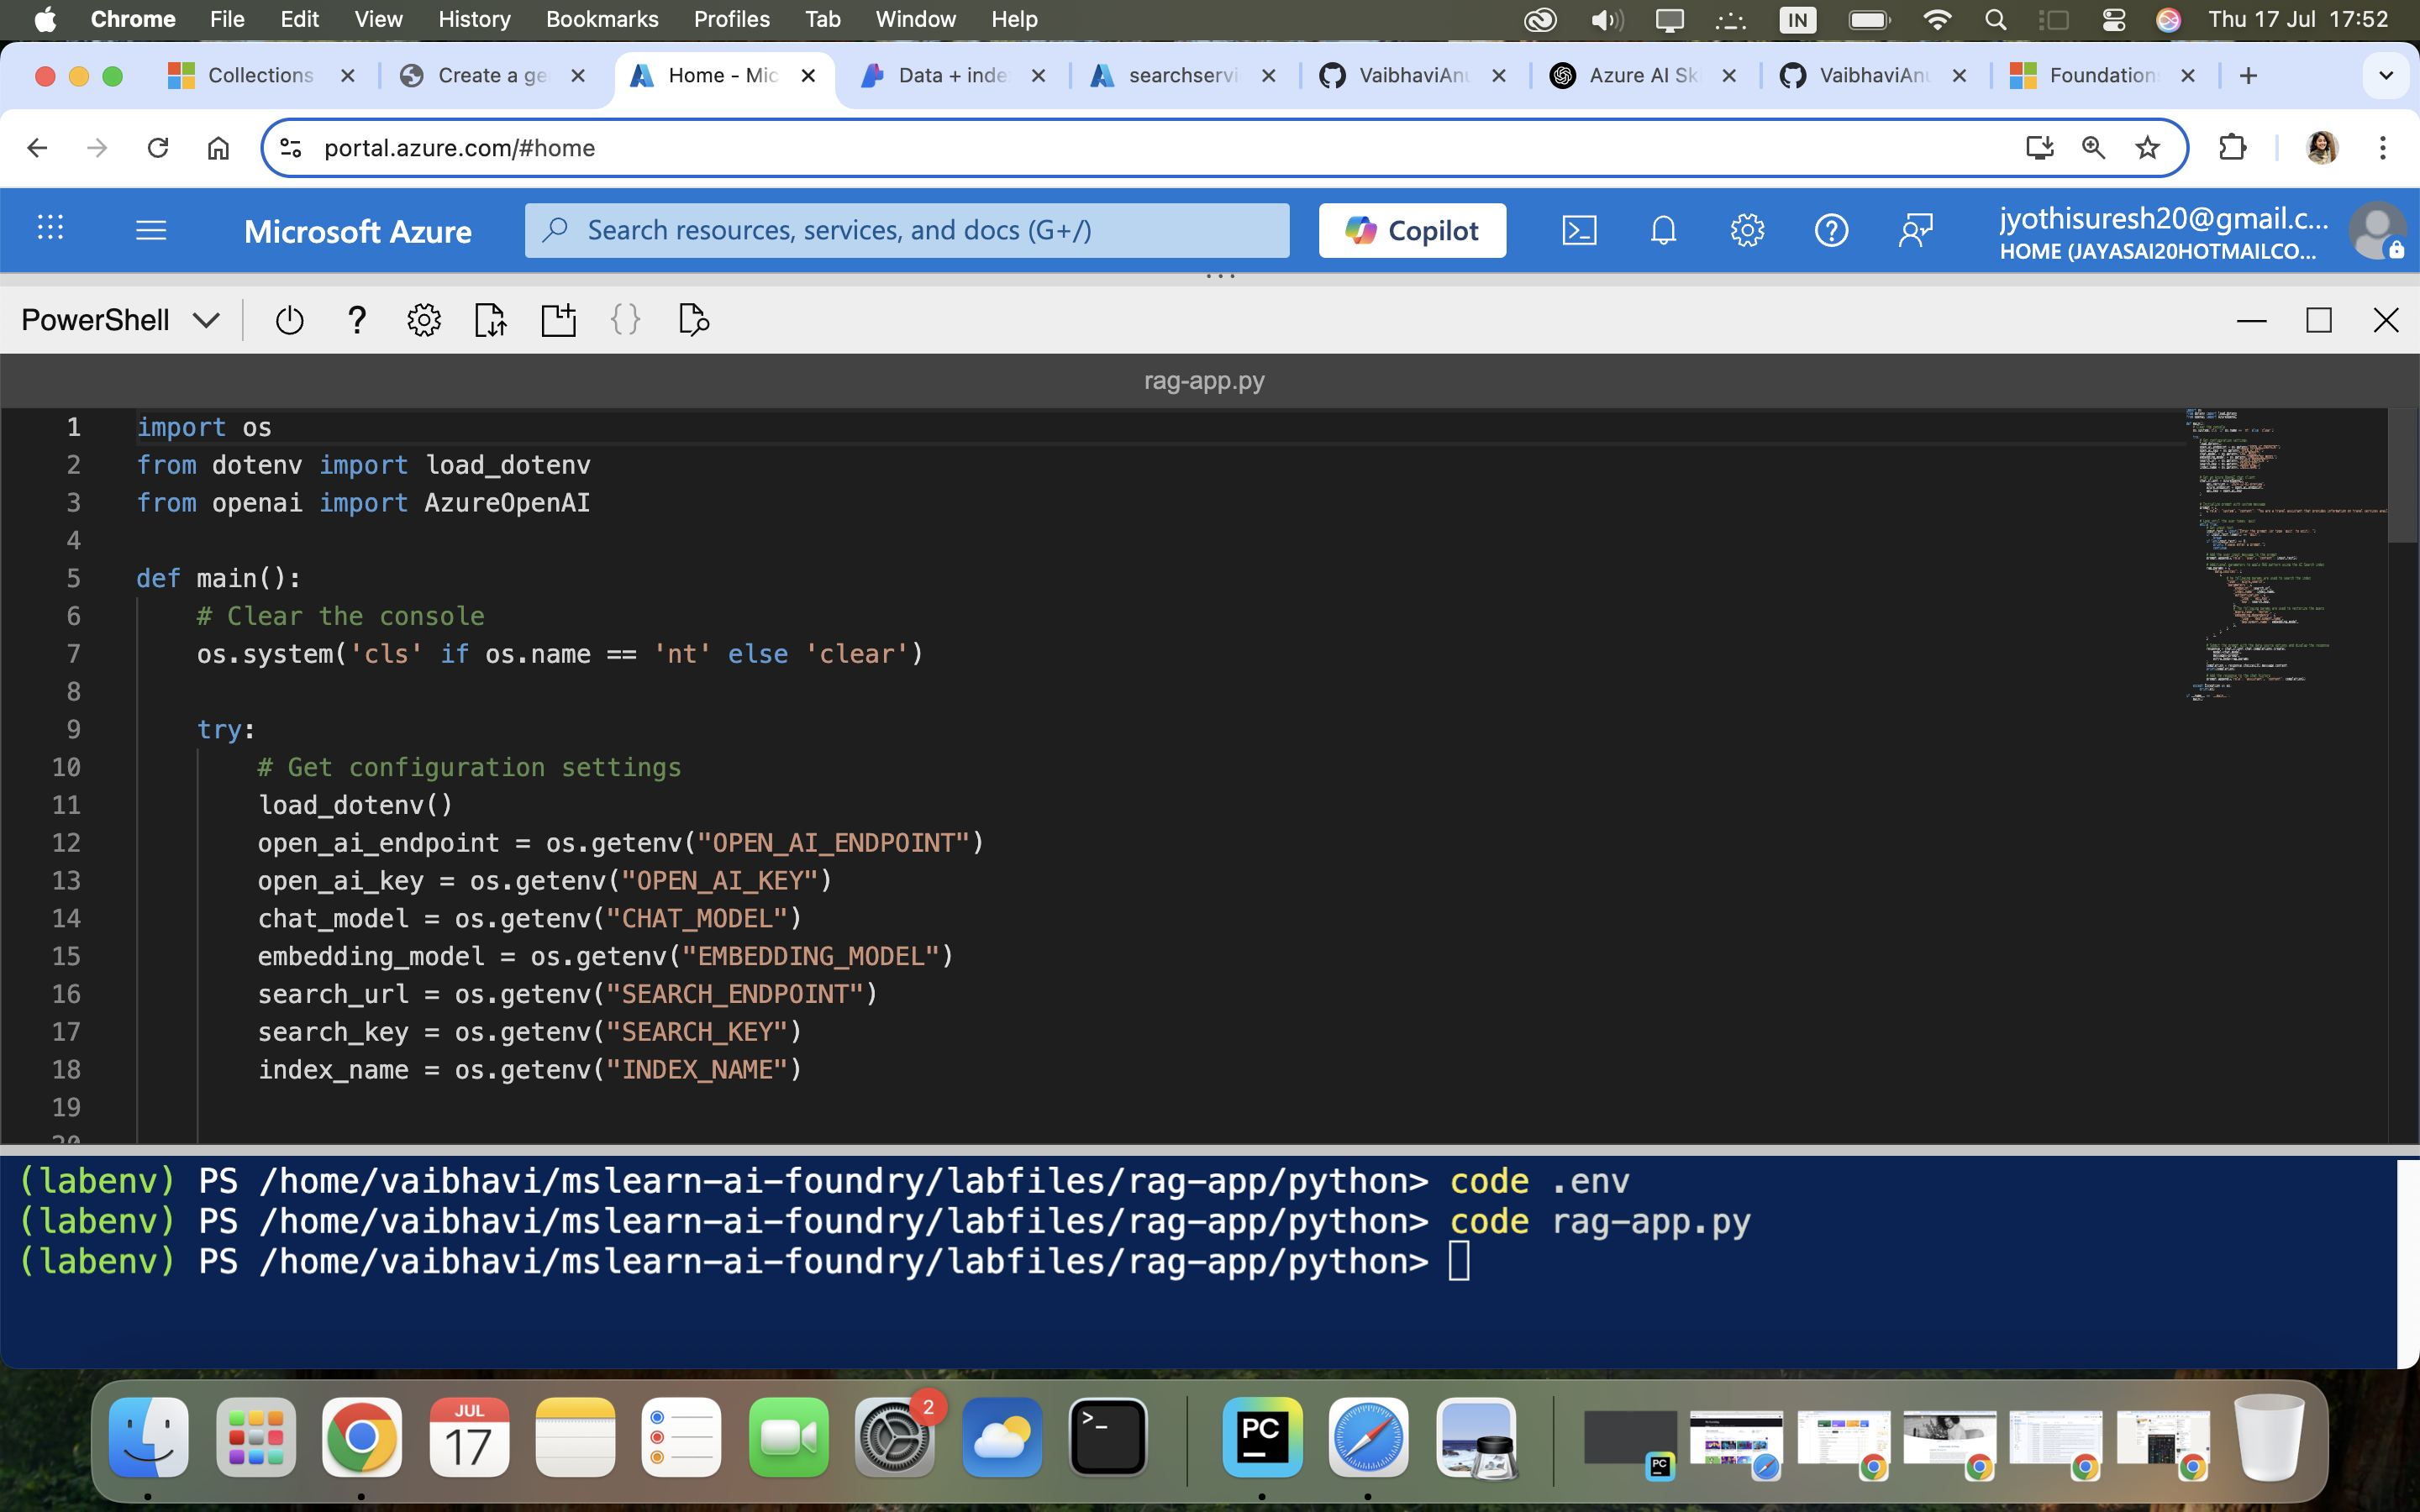 Chrome File Edit View History Bookmarks Profiles Tab Window Help IN Thu 17 Jul 17:52
Collections Create a ge Home - Mic Data + inde searchservi VaibhaviAnu Azure AI Sk VaibhaviAnu Foundation
portal.azure.com/#home
Microsoft Azure Search resources, services, and docs (G+/) Copilot jyothisuresh20@gmail.c...
HOME (JAYASAI20HOTMAILCO...
PowerShell
rag-app.py
1 import os
2 from dotenv import load_dotenv
3 from openai import AzureOpenAI
4
5 def main():
6 # Clear the console
7 os.system('cls' if os.name == 'nt' else 'clear')
8
9 try:
10 # Get configuration settings
11 load_dotenv()
12 open_ai_endpoint = os.getenv("OPEN_AI_ENDPOINT")
13 open_ai_key = os.getenv("OPEN_AI_KEY")
14 chat_model = os.getenv("CHAT_MODEL")
15 embedding_model = os.getenv("EMBEDDING_MODEL")
16 search_url = os.getenv("SEARCH_ENDPOINT")
17 search_key = os.getenv("SEARCH_KEY")
18 index_name = os.getenv("INDEX_NAME")
19
20
(labenv) PS /home/vaibhavi/mslearn-ai-foundry/labfiles/rag-app/python> code .env
(labenv) PS /home/vaibhavi/mslearn-ai-foundry/labfiles/rag-app/python> code rag-app.py
(labenv) PS /home/vaibhavi/mslearn-ai-foundry/labfiles/rag-app/python>
JUL
17
2
PC
PC